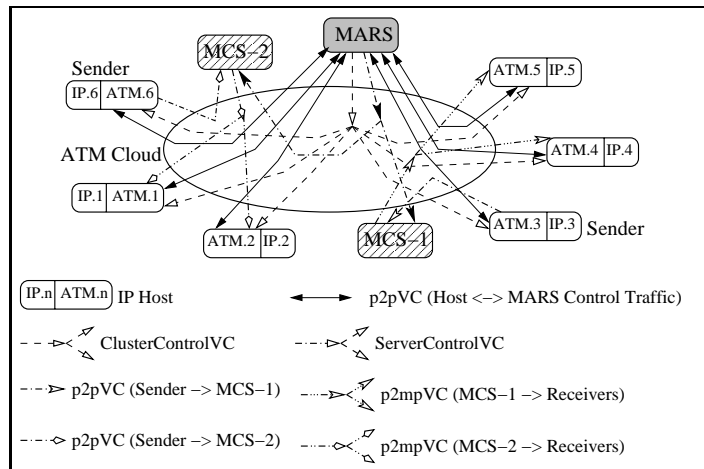 MARS
MCS−2
Sender
IP.6 ATM.6
ATM.5 IP.5
ATM Cloud
ATM.4 IP.4
IP.1 ATM.1
ATM.2 IP.2
MCS−1
ATM.3 IP.3
Sender
IP.n ATM.n IP Host
p2pVC (Host <−> MARS Control Traffic)
ClusterControlVC
ServerControlVC
p2pVC (Sender −> MCS−1)
p2mpVC (MCS−1 −> Receivers)
p2pVC (Sender −> MCS−2)
p2mpVC (MCS−2 −> Receivers)